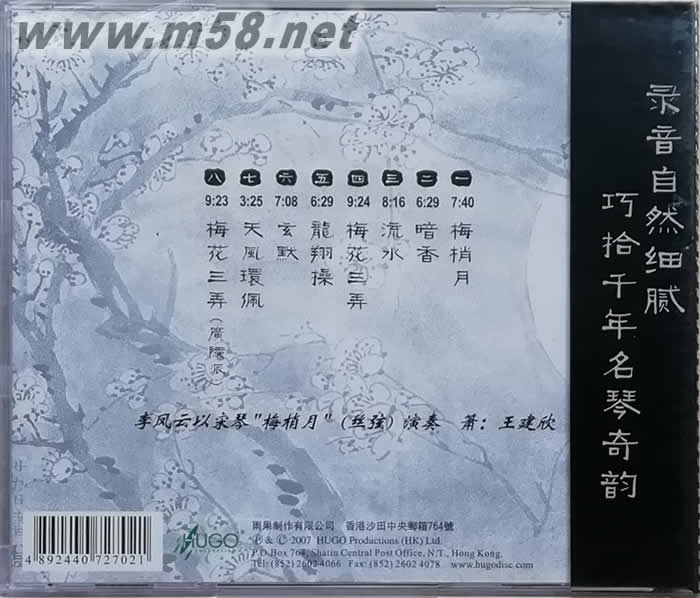 www.m58.net
录音自然细腻
巧拾千年名琴奇韵
一 7:40 梅梢月
二 6:29 暗香
三 8:16 流水
四 9:24 梅花三弄
五 6:29 龍翔操
六 7:08 玄默
七 3:25 天風環佩
八 9:23 梅花三弄(廣陵派)
李凤云以宋琴"梅梢月"(丝弦)演奏 箫：王建欣
雨果制作有限公司 香港沙田中央郵箱764號
℗ & © 2007 HUGO Productions (HK) Ltd.
P.O.Box 764, Shatin Central Post Office, N.T., Hong Kong.
Tel: (852) 2602 4066 Fax: (852) 2602 4078 www.hugodisc.com
HUGO
4 892440 727021